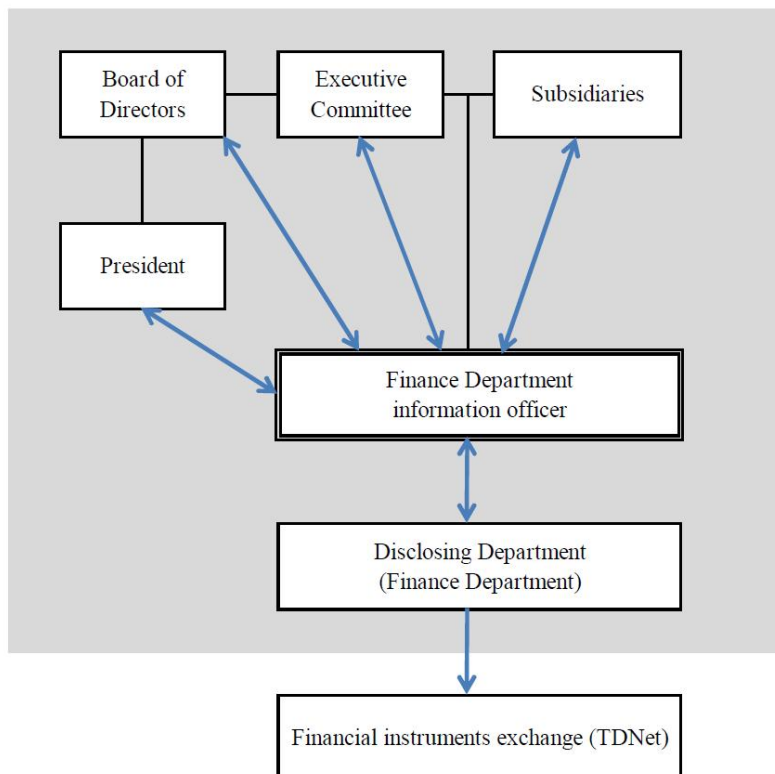 Board of
Directors
Executive
Committee
Subsidiaries
President
Finance Department
information officer
Disclosing Department
(Finance Department)
Financial instruments exchange (TDNet)